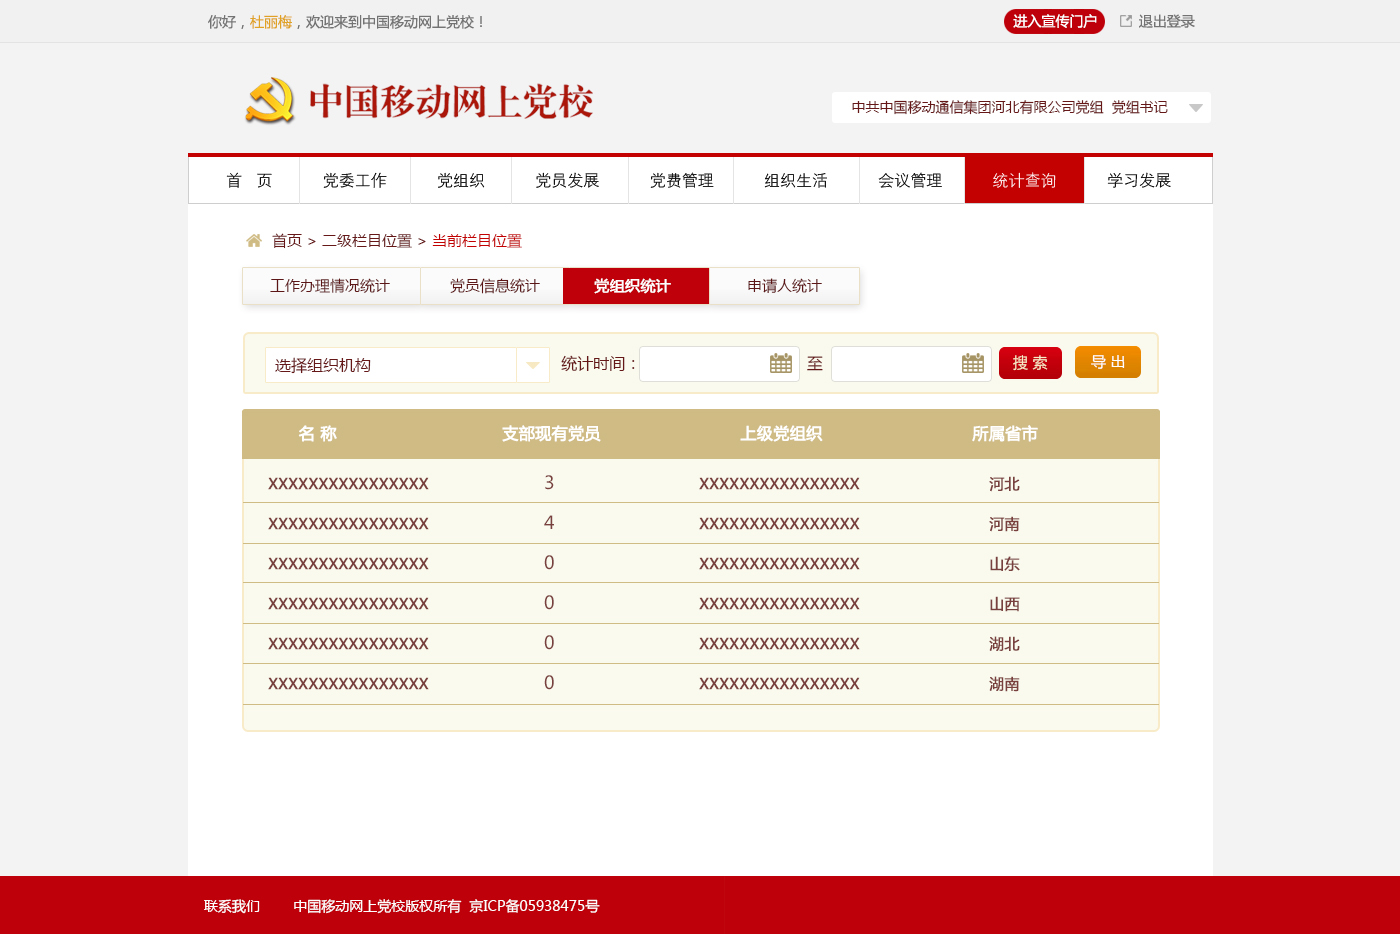 你好，杜丽梅，欢迎来到中国移动网上党校！ 进入宣传门户 退出登录
中国移动网上党校
中共中国移动通信集团河北有限公司党组 党组书记
首 页 党委工作 党组织 党员发展 党费管理 组织生活 会议管理 统计查询 学习发展
首页 > 二级栏目位置 > 当前栏目位置
工作办理情况统计 党员信息统计 党组织统计 申请人统计
选择组织机构 统计时间： 至 搜 索 导 出
名 称 支部现有党员 上级党组织 所属省市
XXXXXXXXXXXXXXXX 3 XXXXXXXXXXXXXXXX 河北
XXXXXXXXXXXXXXXX 4 XXXXXXXXXXXXXXXX 河南
XXXXXXXXXXXXXXXX 0 XXXXXXXXXXXXXXXX 山东
XXXXXXXXXXXXXXXX 0 XXXXXXXXXXXXXXXX 山西
XXXXXXXXXXXXXXXX 0 XXXXXXXXXXXXXXXX 湖北
XXXXXXXXXXXXXXXX 0 XXXXXXXXXXXXXXXX 湖南
联系我们 中国移动网上党校版权所有 京ICP备05938475号